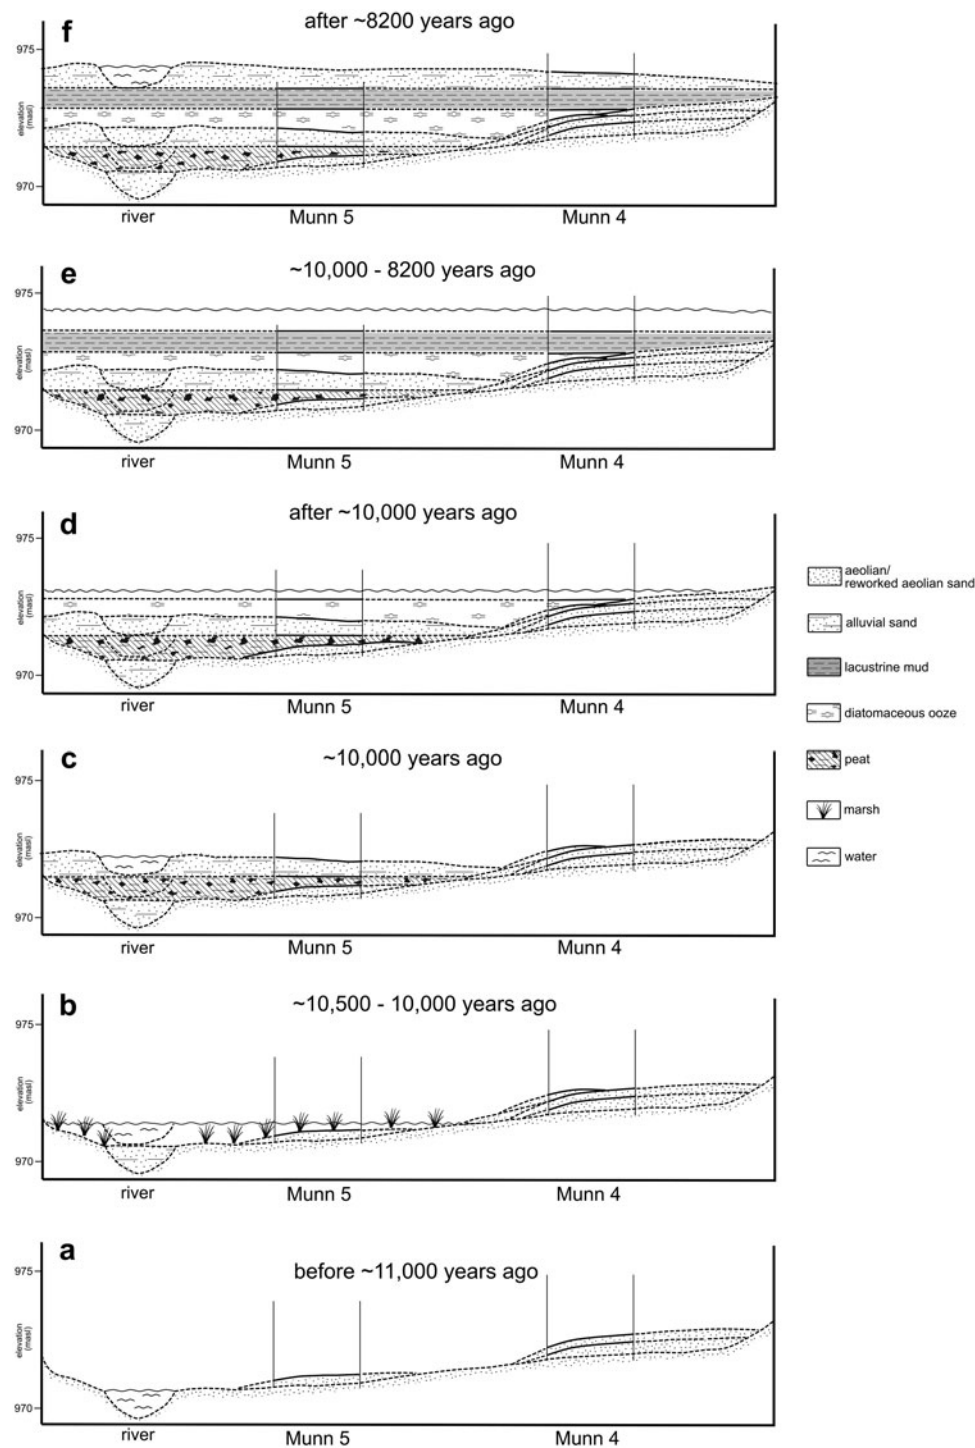 f
after ~8200 years ago
975
elevation
(masl)
970
river
Munn 5
Munn 4
e
~10,000 - 8200 years ago
975
elevation
(masl)
970
river
Munn 5
Munn 4
d
after ~10,000 years ago
975
elevation
(masl)
970
river
Munn 5
Munn 4
aeolian/
reworked aeolian sand
alluvial sand
lacustrine mud
diatomaceous ooze
peat
marsh
water
c
~10,000 years ago
975
elevation
(masl)
970
river
Munn 5
Munn 4
b
~10,500 - 10,000 years ago
975
elevation
(masl)
970
river
Munn 5
Munn 4
a
before ~11,000 years ago
975
elevation
(masl)
970
river
Munn 5
Munn 4